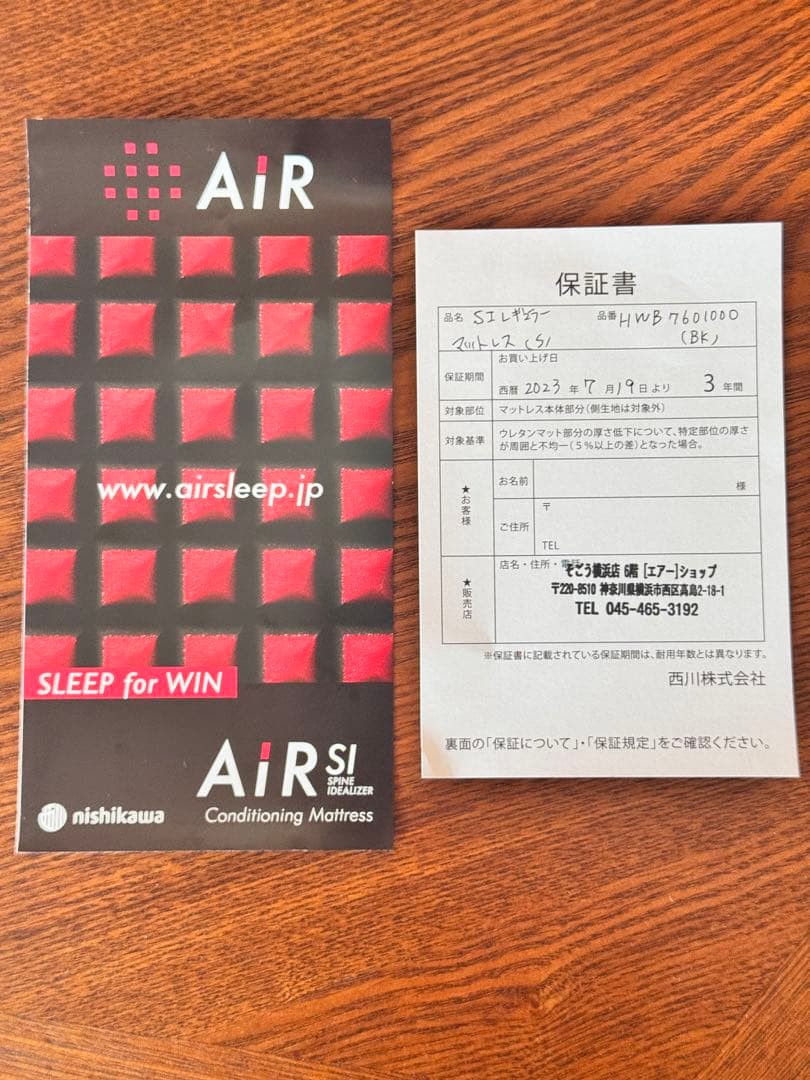 AiR
www.airsleep.jp
SLEEP for WIN
AiR SI
SPINE
IDEALIZER
nishikawa
Conditioning Mattress
保証書
品名 SIレギュラー 品番 HWB7601000
マットレス(S) (BK)
保証期間
お買い上げ日
西暦 2023年 7月 19日より 3年間
対象部位 マットレス本体部分(側生地は対象外)
対象基準 ウレタンマット部分の厚さ低下について、特定部位の厚さ
が周囲と不均一(5%以上の差)となった場合。
★お客様
お名前 様
ご住所 〒
TEL
★販売店
店名・住所・電話
そごう横浜店 6階 [エアー]ショップ
〒220-8510 神奈川県横浜市西区高島2-18-1
TEL 045-465-3192
※保証書に記載されている保証期間は、耐用年数とは異なります。
西川株式会社
裏面の「保証について」・「保証規定」をご確認ください。